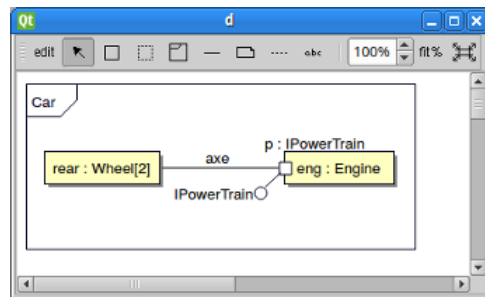 Qt d
edit abc 100% fit%
Car
p : IPowerTrain
rear : Wheel[2] axe eng : Engine
IPowerTrain